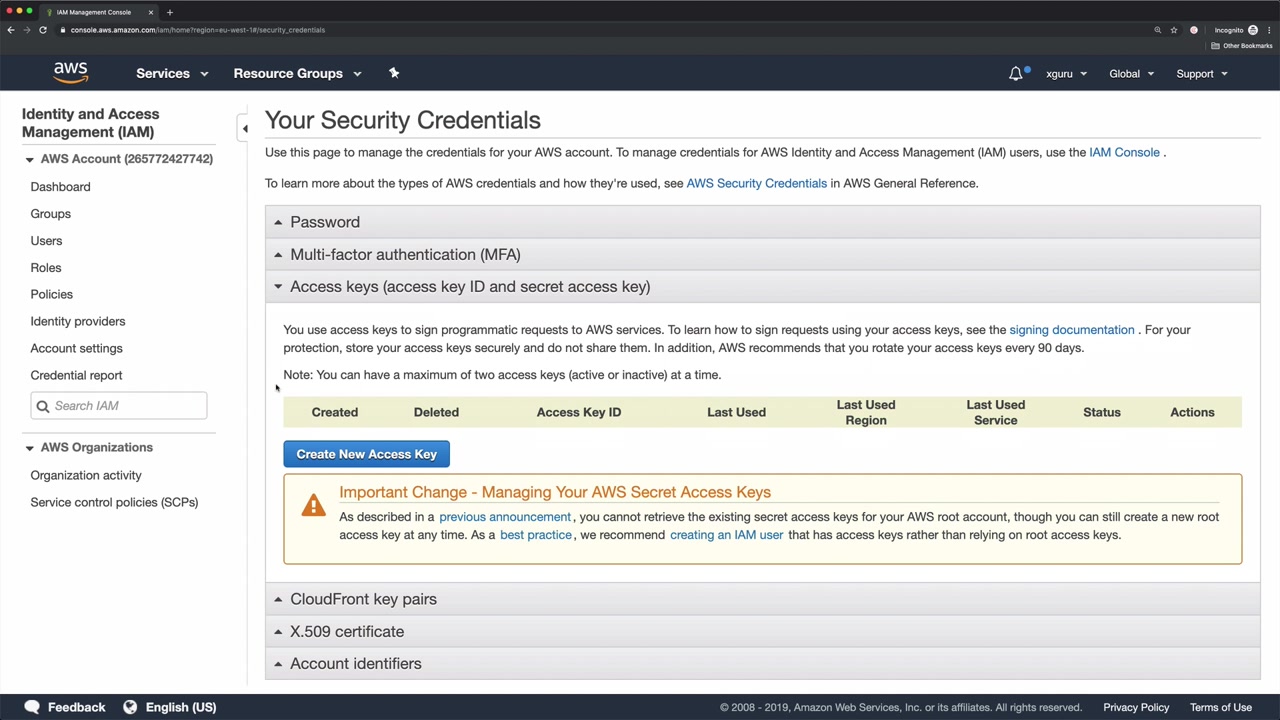 IAM Management Console
console.aws.amazon.com/iam/home?region=eu-west-1#/security_credentials
Incognito
Other Bookmarks
aws
Services
Resource Groups
xguru
Global
Support
Identity and Access
Management (IAM)
AWS Account (265772427742)
Dashboard
Groups
Users
Roles
Policies
Identity providers
Account settings
Credential report
Search IAM
AWS Organizations
Organization activity
Service control policies (SCPs)
Your Security Credentials
Use this page to manage the credentials for your AWS account. To manage credentials for AWS Identity and Access Management (IAM) users, use the IAM Console .
To learn more about the types of AWS credentials and how they're used, see AWS Security Credentials in AWS General Reference.
Password
Multi-factor authentication (MFA)
Access keys (access key ID and secret access key)
You use access keys to sign programmatic requests to AWS services. To learn how to sign requests using your access keys, see the signing documentation . For your
protection, store your access keys securely and do not share them. In addition, AWS recommends that you rotate your access keys every 90 days.
Note: You can have a maximum of two access keys (active or inactive) at a time.
Created Deleted Access Key ID Last Used Last Used Region Last Used Service Status Actions
Create New Access Key
Important Change - Managing Your AWS Secret Access Keys
As described in a previous announcement, you cannot retrieve the existing secret access keys for your AWS root account, though you can still create a new root
access key at any time. As a best practice, we recommend creating an IAM user that has access keys rather than relying on root access keys.
CloudFront key pairs
X.509 certificate
Account identifiers
Feedback
English (US)
© 2008 - 2019, Amazon Web Services, Inc. or its affiliates. All rights reserved.
Privacy Policy
Terms of Use